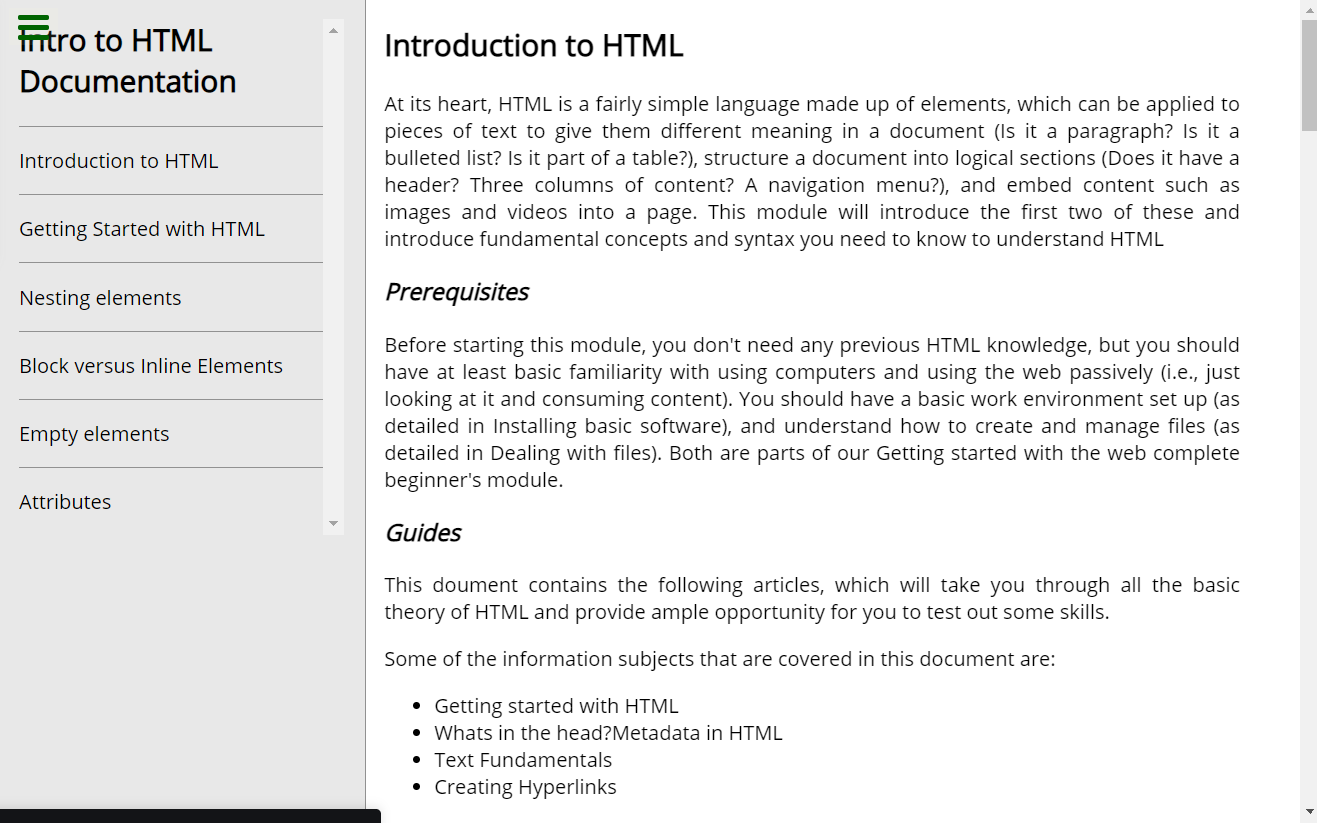 Intro to HTML
Documentation
Introduction to HTML
Getting Started with HTML
Nesting elements
Block versus Inline Elements
Empty elements
Attributes
Introduction to HTML
At its heart, HTML is a fairly simple language made up of elements, which can be applied to
pieces of text to give them different meaning in a document (Is it a paragraph? Is it a
bulleted list? Is it part of a table?), structure a document into logical sections (Does it have a
header? Three columns of content? A navigation menu?), and embed content such as
images and videos into a page. This module will introduce the first two of these and
introduce fundamental concepts and syntax you need to know to understand HTML
Prerequisites
Before starting this module, you don't need any previous HTML knowledge, but you should
have at least basic familiarity with using computers and using the web passively (i.e., just
looking at it and consuming content). You should have a basic work environment set up (as
detailed in Installing basic software), and understand how to create and manage files (as
detailed in Dealing with files). Both are parts of our Getting started with the web complete
beginner's module.
Guides
This doument contains the following articles, which will take you through all the basic
theory of HTML and provide ample opportunity for you to test out some skills.
Some of the information subjects that are covered in this document are:
Getting started with HTML
Whats in the head?Metadata in HTML
Text Fundamentals
Creating Hyperlinks